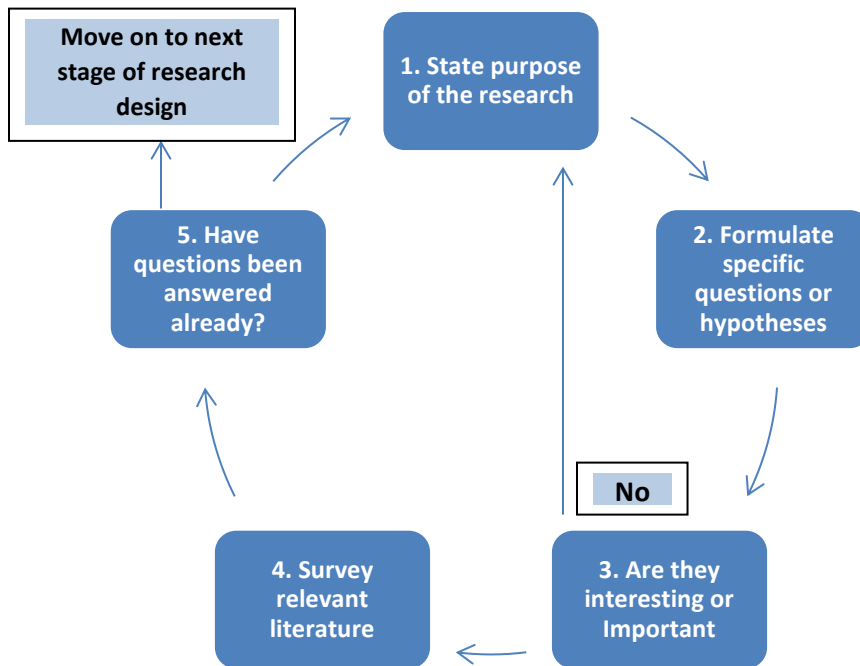 Move on to next
stage of research
design
1. State purpose
of the research
2. Formulate
specific
questions or
hypotheses
No
3. Are they
interesting or
Important
4. Survey
relevant
literature
5. Have
questions been
answered
already?